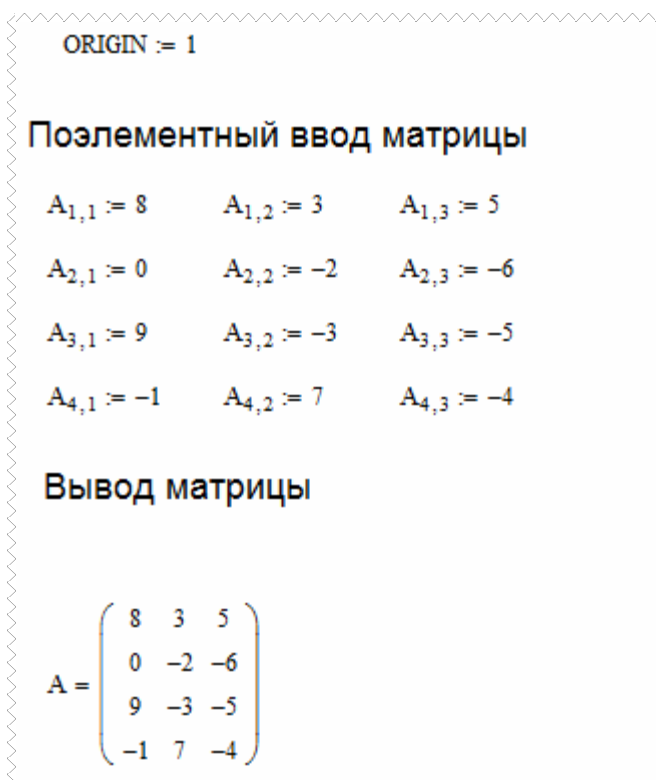 ORIGIN := 1
Поэлементный ввод матрицы
A1,1 := 8 A1,2 := 3 A1,3 := 5
A2,1 := 0 A2,2 := −2 A2,3 := −6
A3,1 := 9 A3,2 := −3 A3,3 := −5
A4,1 := −1 A4,2 := 7 A4,3 := −4
Вывод матрицы
8 3 5
0 −2 −6
A =
9 −3 −5
−1 7 −4